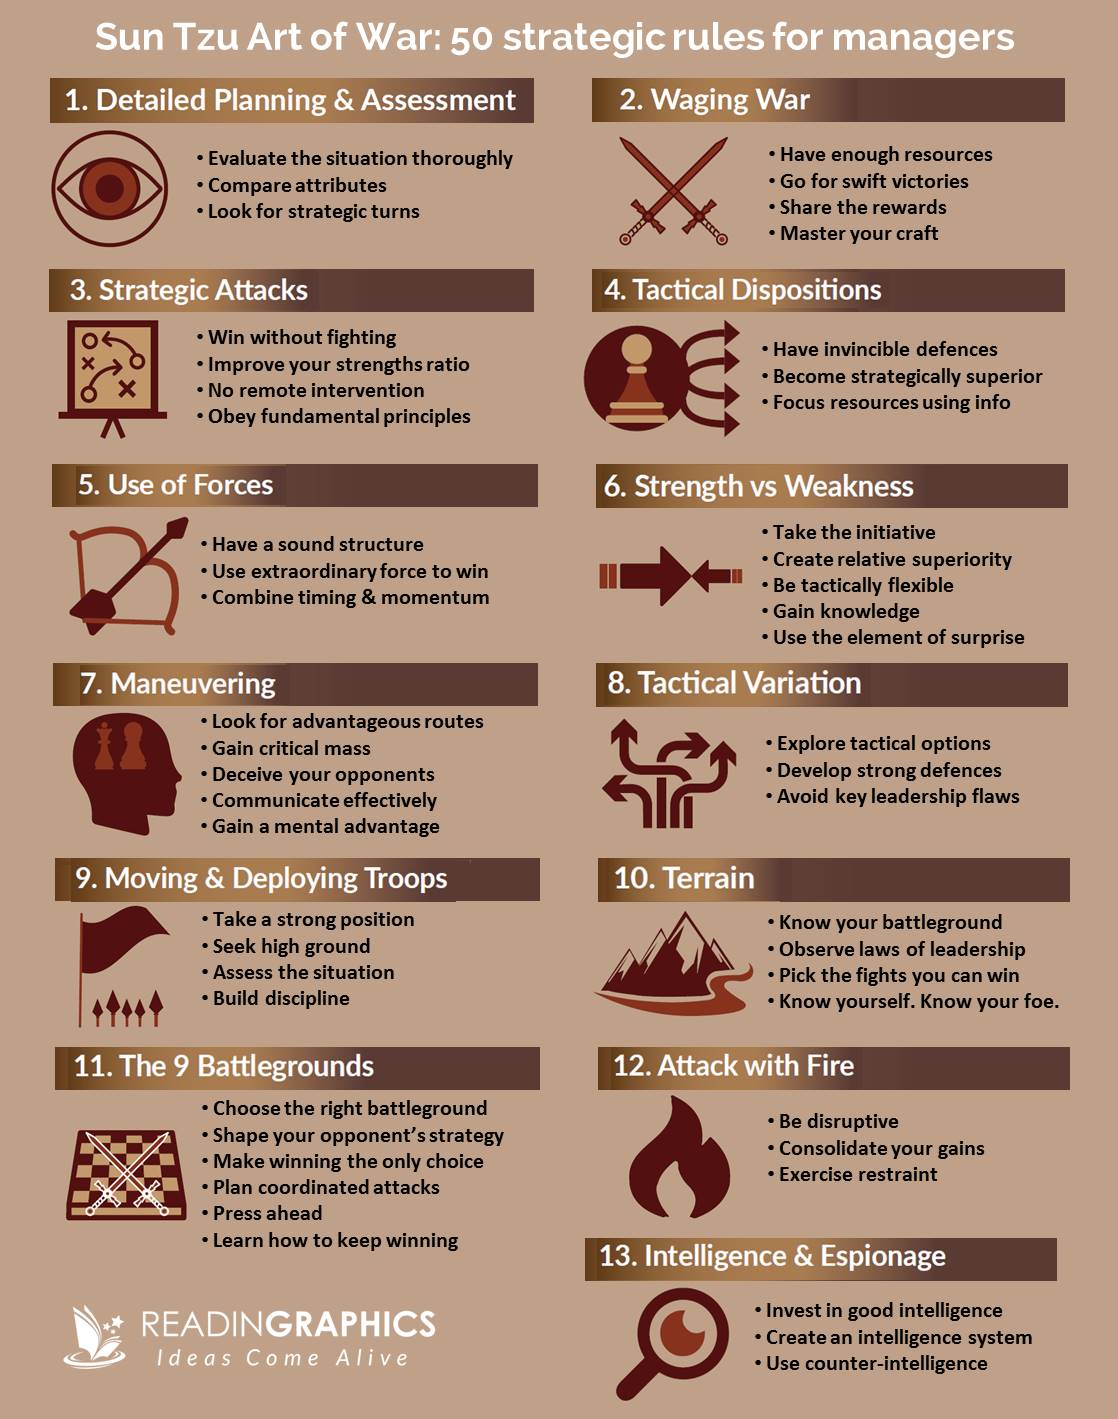 Sun Tzu Art of War: 50 strategic rules for managers
1. Detailed Planning & Assessment
• Evaluate the situation thoroughly
• Compare attributes
• Look for strategic turns
2. Waging War
• Have enough resources
• Go for swift victories
• Share the rewards
• Master your craft
3. Strategic Attacks
• Win without fighting
• Improve your strengths ratio
• No remote intervention
• Obey fundamental principles
4. Tactical Dispositions
• Have invincible defences
• Become strategically superior
• Focus resources using info
5. Use of Forces
• Have a sound structure
• Use extraordinary force to win
• Combine timing & momentum
6. Strength vs Weakness
• Take the initiative
• Create relative superiority
• Be tactically flexible
• Gain knowledge
• Use the element of surprise
7. Maneuvering
• Look for advantageous routes
• Gain critical mass
• Deceive your opponents
• Communicate effectively
• Gain a mental advantage
8. Tactical Variation
• Explore tactical options
• Develop strong defences
• Avoid key leadership flaws
9. Moving & Deploying Troops
• Take a strong position
• Seek high ground
• Assess the situation
• Build discipline
10. Terrain
• Know your battleground
• Observe laws of leadership
• Pick the fights you can win
• Know yourself. Know your foe.
11. The 9 Battlegrounds
• Choose the right battleground
• Shape your opponent's strategy
• Make winning the only choice
• Plan coordinated attacks
• Press ahead
• Learn how to keep winning
12. Attack with Fire
• Be disruptive
• Consolidate your gains
• Exercise restraint
13. Intelligence & Espionage
• Invest in good intelligence
• Create an intelligence system
• Use counter-intelligence
READINGRAPHICS
Ideas Come Alive